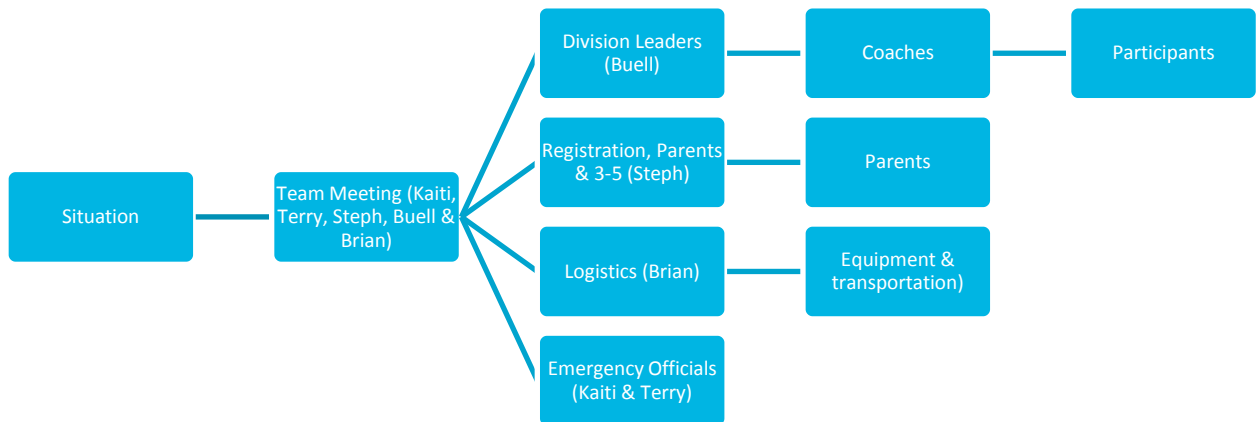 Division Leaders
(Buell)
Coaches
Participants
Registration, Parents
& 3-5 (Steph)
Parents
Situation
Team Meeting (Kaiti,
Terry, Steph, Buell &
Brian)
Logistics (Brian)
Equipment &
transportation)
Emergency Officials
(Kaiti & Terry)